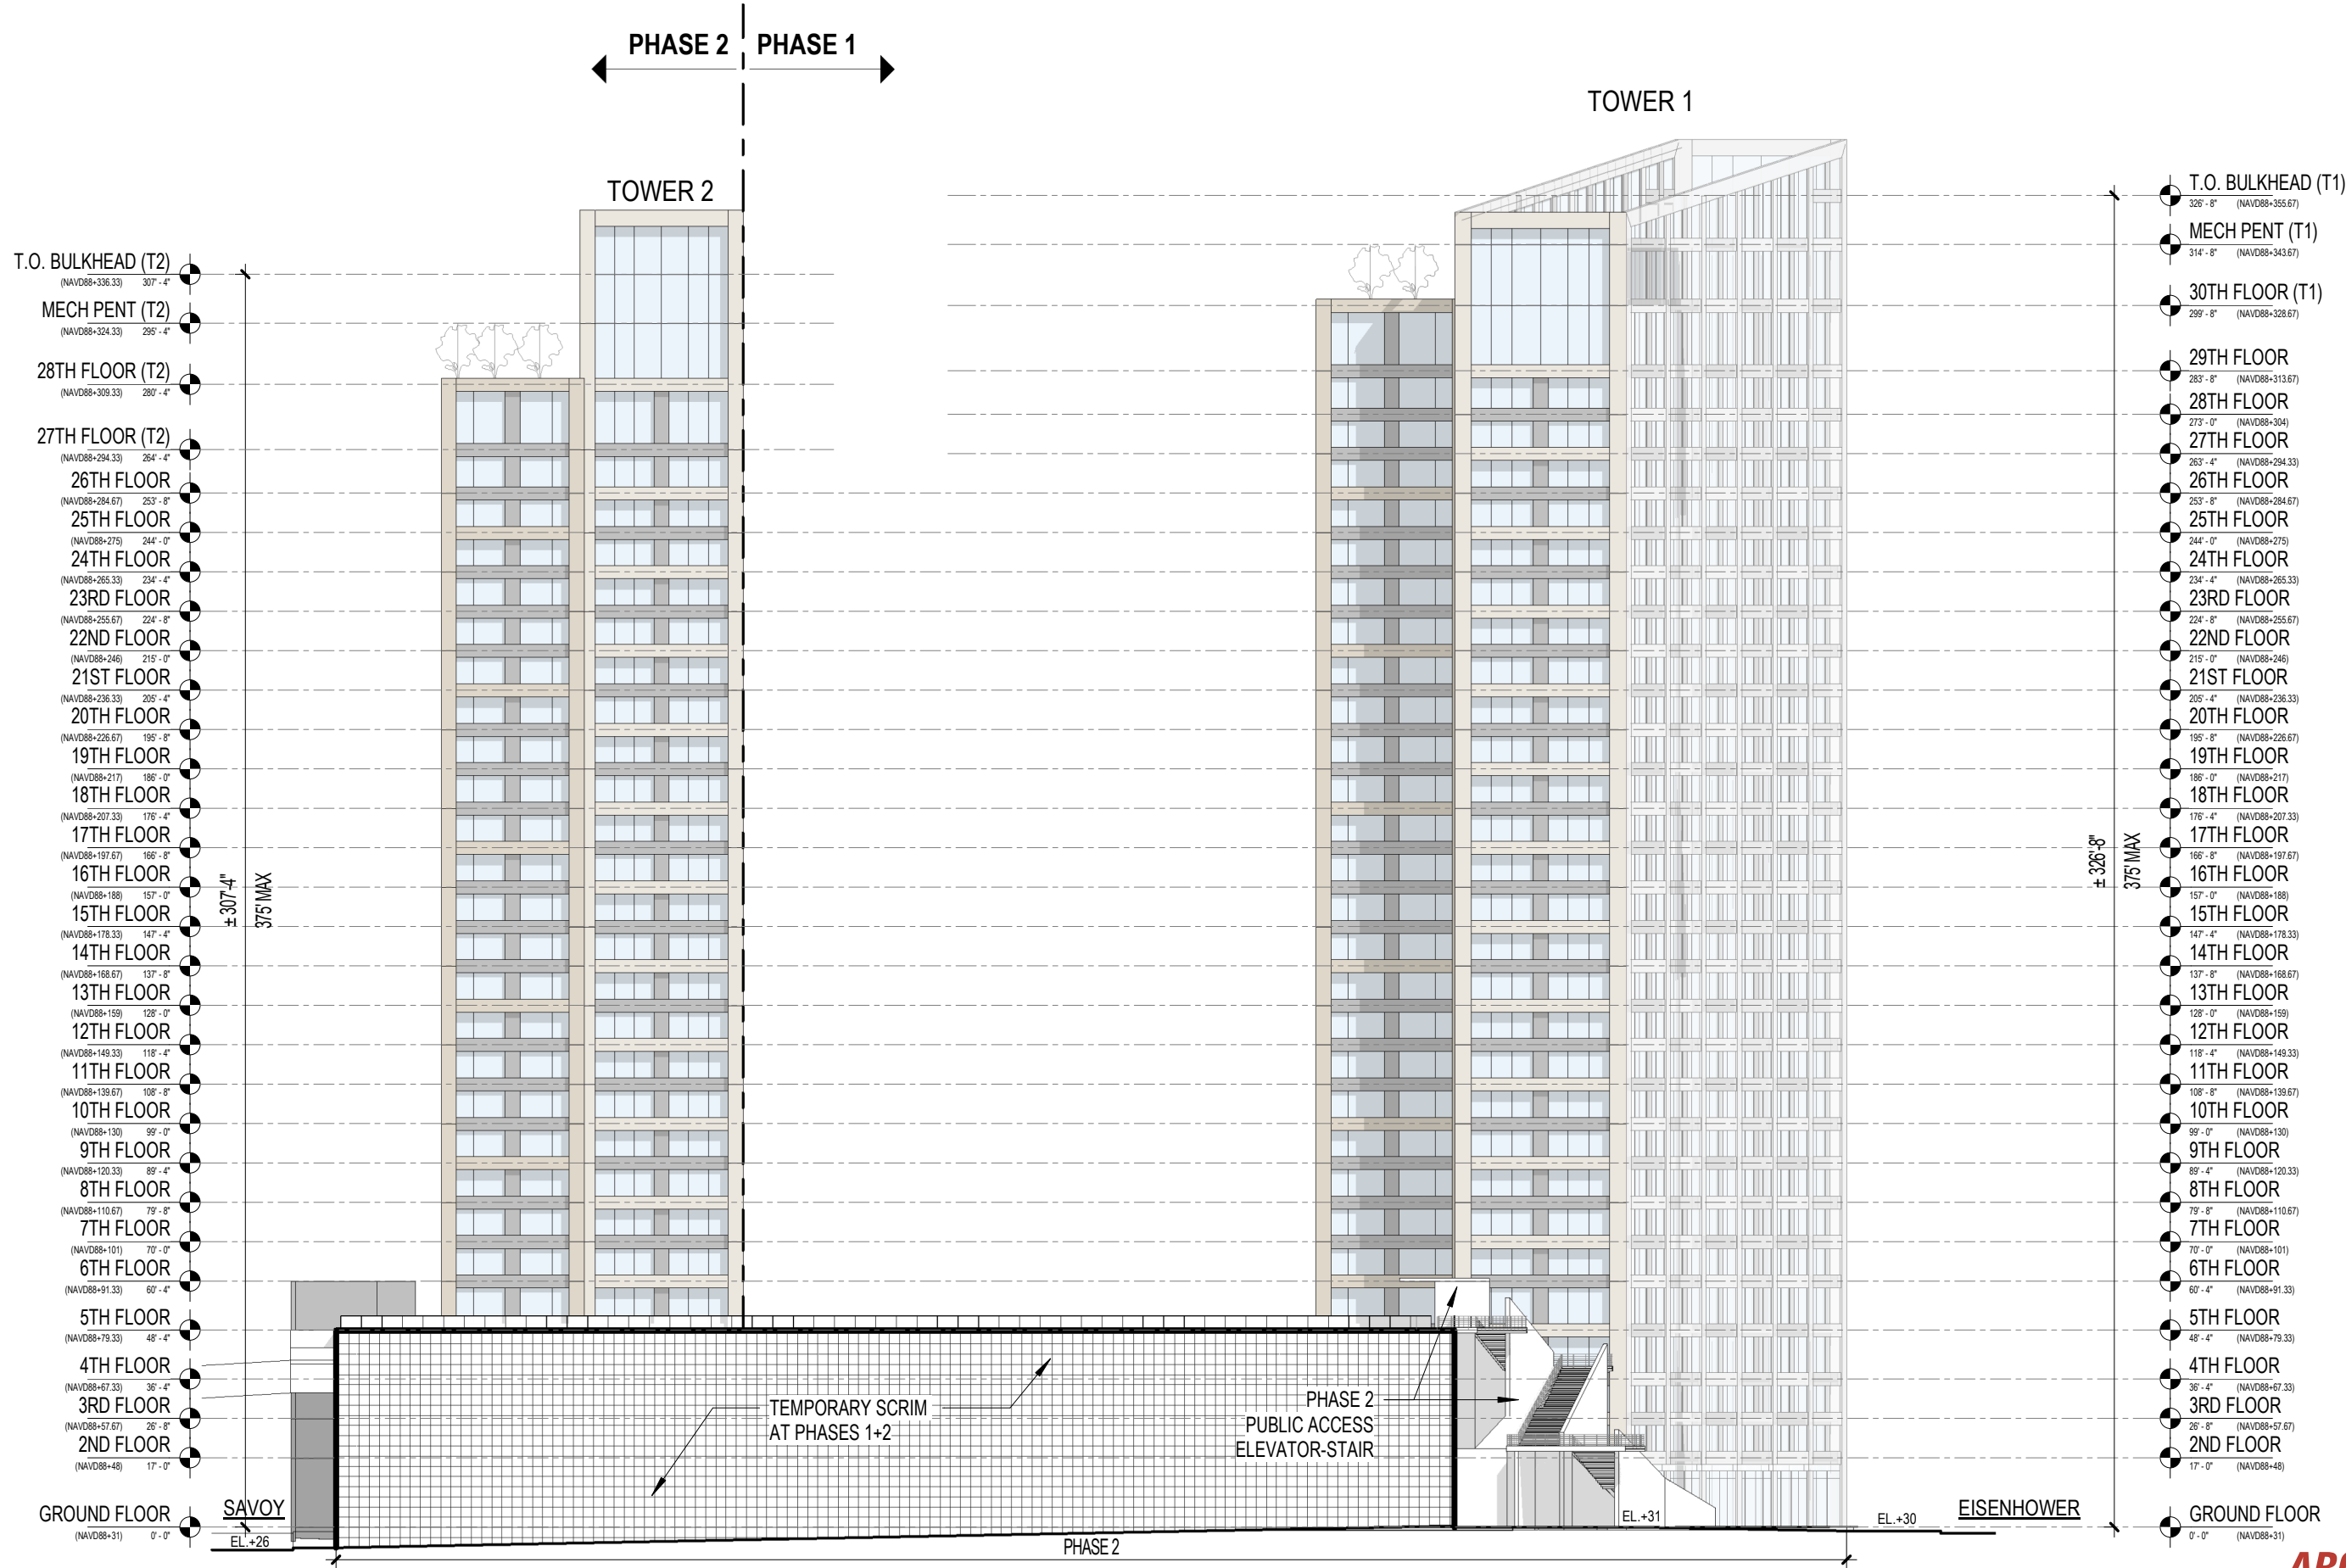 PHASE 2 PHASE 1
TOWER 1
TOWER 2
T.O. BULKHEAD (T2)
(NAVD88+336.33) 307' - 4"
MECH PENT (T2)
(NAVD88+324.33) 295' - 4"
28TH FLOOR (T2)
(NAVD88+309.33) 280' - 4"
27TH FLOOR (T2)
(NAVD88+294.33) 264' - 4"
26TH FLOOR
(NAVD88+284.67) 253' - 8"
25TH FLOOR
(NAVD88+275) 244' - 0"
24TH FLOOR
(NAVD88+265.33) 234' - 4"
23RD FLOOR
(NAVD88+255.67) 224' - 8"
22ND FLOOR
(NAVD88+246) 215' - 0"
21ST FLOOR
(NAVD88+236.33) 205' - 4"
20TH FLOOR
(NAVD88+226.67) 195' - 8"
19TH FLOOR
(NAVD88+217) 186' - 0"
18TH FLOOR
(NAVD88+207.33) 176' - 4"
17TH FLOOR
(NAVD88+197.67) 166' - 8"
16TH FLOOR
(NAVD88+188) 157' - 0"
15TH FLOOR
(NAVD88+178.33) 147' - 4"
14TH FLOOR
(NAVD88+168.67) 137' - 8"
13TH FLOOR
(NAVD88+159) 128' - 0"
12TH FLOOR
(NAVD88+149.33) 118' - 4"
11TH FLOOR
(NAVD88+139.67) 108' - 8"
10TH FLOOR
(NAVD88+130) 99' - 0"
9TH FLOOR
(NAVD88+120.33) 89' - 4"
8TH FLOOR
(NAVD88+110.67) 79' - 8"
7TH FLOOR
(NAVD88+101) 70' - 0"
6TH FLOOR
(NAVD88+91.33) 60' - 4"
5TH FLOOR
(NAVD88+79.33) 48' - 4"
4TH FLOOR
(NAVD88+67.33) 36' - 4"
3RD FLOOR
(NAVD88+57.67) 26' - 8"
2ND FLOOR
(NAVD88+48) 17' - 0"
GROUND FLOOR
(NAVD88+31) 0' - 0"
± 307'-4"
375' MAX
SAVOY
EL.+26
TEMPORARY SCRIM
AT PHASES 1+2
PHASE 2
PUBLIC ACCESS
ELEVATOR-STAIR
PHASE 2
EL.+31
EL.+30
EISENHOWER
± 326'-8"
375' MAX
T.O. BULKHEAD (T1)
326' - 8" (NAVD88+355.67)
MECH PENT (T1)
314' - 8" (NAVD88+343.67)
30TH FLOOR (T1)
299' - 8" (NAVD88+328.67)
29TH FLOOR
283' - 8" (NAVD88+313.67)
28TH FLOOR
273' - 0" (NAVD88+304)
27TH FLOOR
263' - 4" (NAVD88+294.33)
26TH FLOOR
253' - 8" (NAVD88+284.67)
25TH FLOOR
244' - 0" (NAVD88+275)
24TH FLOOR
234' - 4" (NAVD88+265.33)
23RD FLOOR
224' - 8" (NAVD88+255.67)
22ND FLOOR
215' - 0" (NAVD88+246)
21ST FLOOR
205' - 4" (NAVD88+236.33)
20TH FLOOR
195' - 8" (NAVD88+226.67)
19TH FLOOR
186' - 0" (NAVD88+217)
18TH FLOOR
176' - 4" (NAVD88+207.33)
17TH FLOOR
166' - 8" (NAVD88+197.67)
16TH FLOOR
157' - 0" (NAVD88+188)
15TH FLOOR
147' - 4" (NAVD88+178.33)
14TH FLOOR
137' - 8" (NAVD88+168.67)
13TH FLOOR
128' - 0" (NAVD88+159)
12TH FLOOR
118' - 4" (NAVD88+149.33)
11TH FLOOR
108' - 8" (NAVD88+139.67)
10TH FLOOR
99' - 0" (NAVD88+130)
9TH FLOOR
89' - 4" (NAVD88+120.33)
8TH FLOOR
79' - 8" (NAVD88+110.67)
7TH FLOOR
70' - 0" (NAVD88+101)
6TH FLOOR
60' - 4" (NAVD88+91.33)
5TH FLOOR
48' - 4" (NAVD88+79.33)
4TH FLOOR
36' - 4" (NAVD88+67.33)
3RD FLOOR
26' - 8" (NAVD88+57.67)
2ND FLOOR
17' - 0" (NAVD88+48)
GROUND FLOOR
0' - 0" (NAVD88+31)